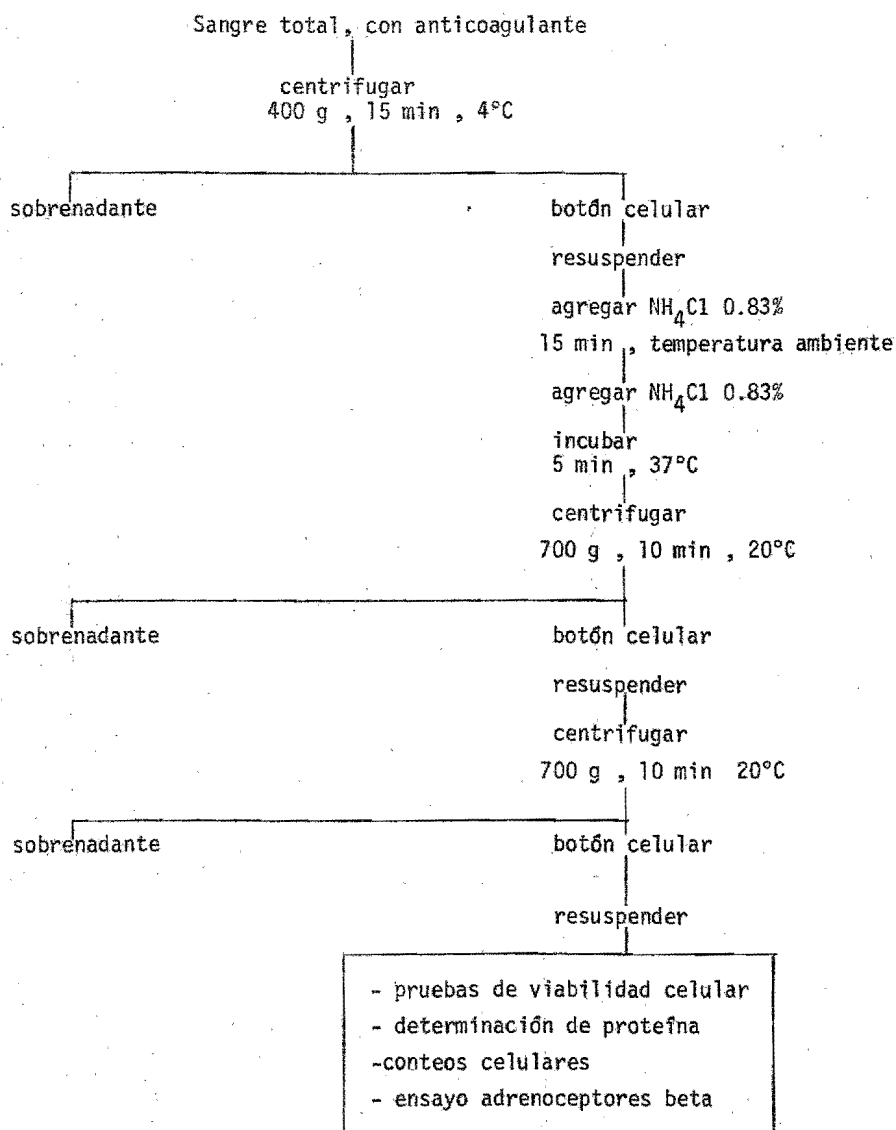 Sangre total, con anticoagulante
centrifugar
400 g , 15 min , 4°C
sobrenadante
botón celular
resuspender
agregar NH4Cl 0.83%
15 min , temperatura ambiente
agregar NH4Cl 0.83%
incubar
5 min , 37°C
centrifugar
700 g , 10 min , 20°C
sobrenadante
botón celular
resuspender
centrifugar
700 g , 10 min 20°C
sobrenadante
botón celular
resuspender
- pruebas de viabilidad celular
- determinación de proteína
-conteos celulares
- ensayo adrenoceptores beta